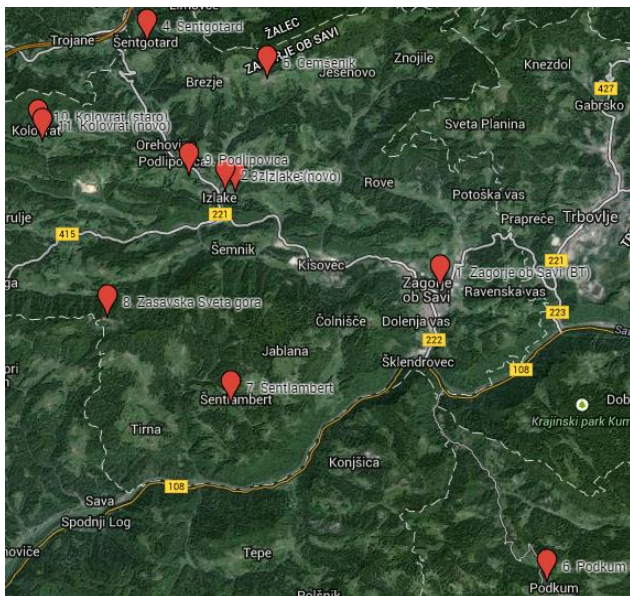 ŽALEC
ZAGORJE OB SAVI
Trojane
4. Šentgotard
Šentgotard
5. Čemšenik
Jesenovo
Znojile
Knezdol
Brezje
427
Gabrsko
10. Kolovrat (staro)
11. Kolovrat (novo)
Kolovrat
Sveta Planina
Orehovica
Podlipovica
9. Podlipovica
Izlake (novo)
Izlake
Rove
Potoška vas
Prapreče
Trbovlje
221
415
Šemnik
Kisovec
221
1. Zagorje ob Savi (BT)
Zagorje
ob Savi
Ravenska vas
8. Zasavska Sveta gora
Čolnišče
Dolenja vas
223
222
Jablana
Šklendrovec
108
7. Šentlambert
Šentlambert
Krajinski park Kum
Tirna
Konjšica
108
Sava
Spodnji Log
Tepe
6. Podkum
Podkum